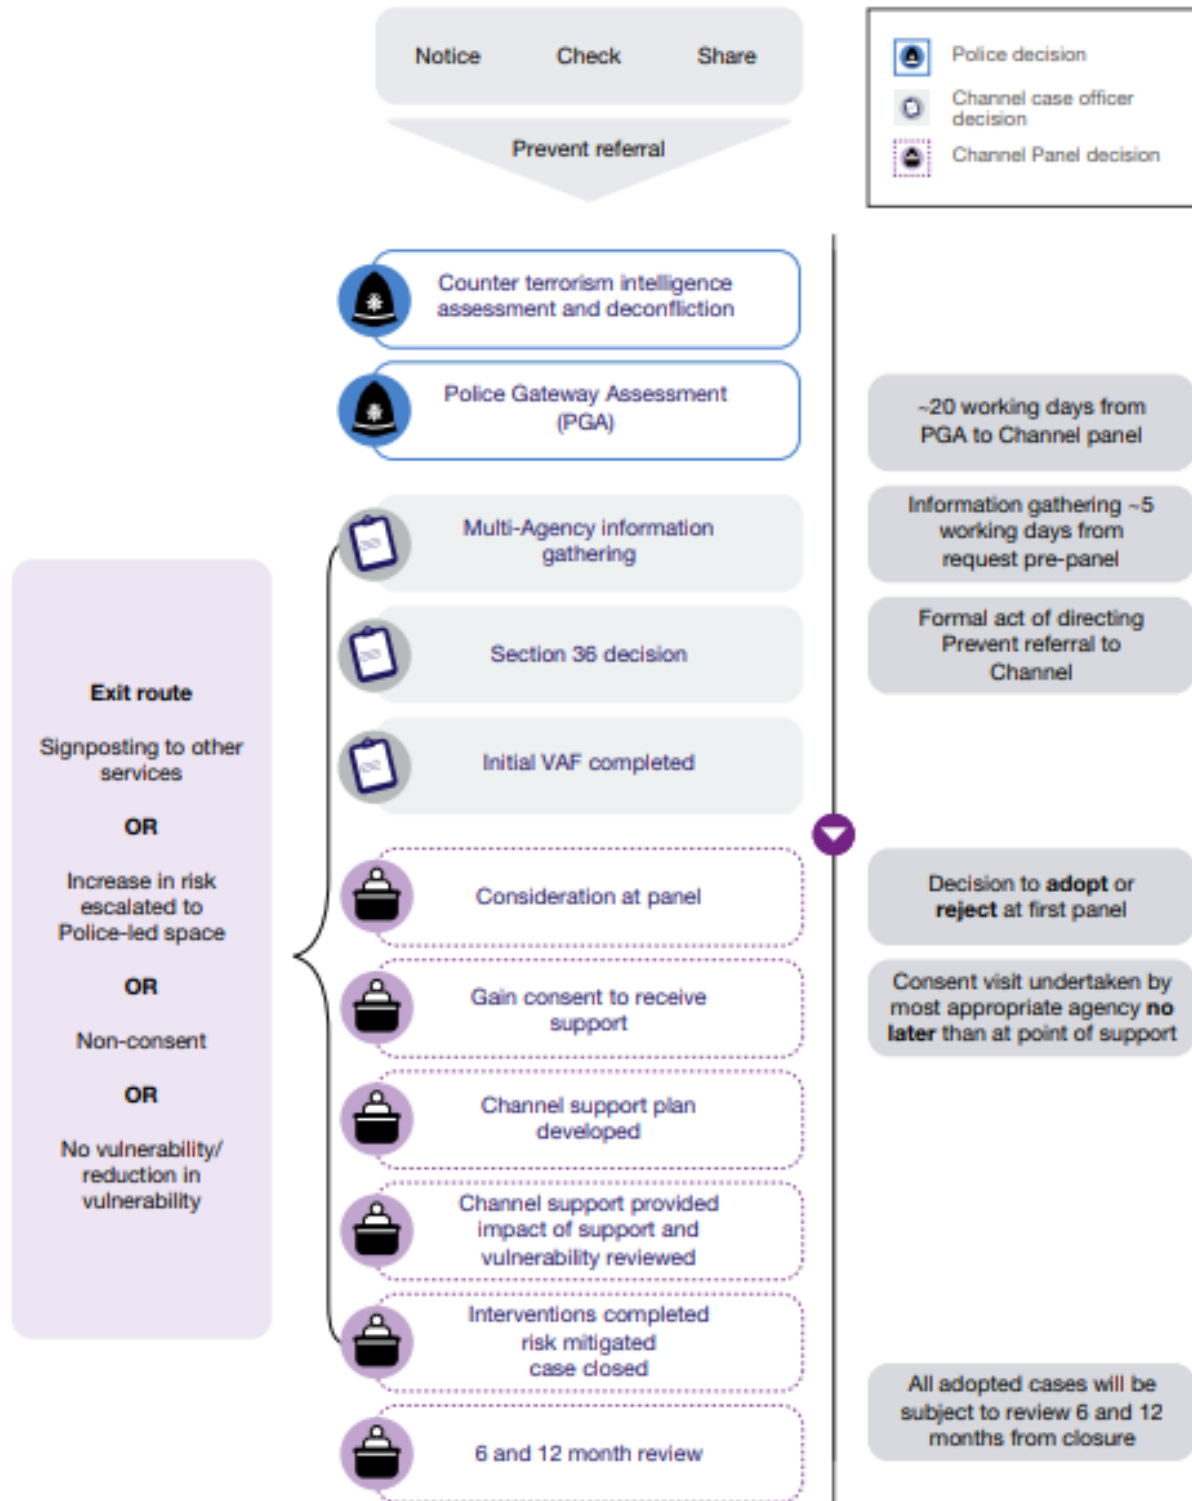 Notice Check Share
Prevent referral
Police decision
Channel case officer
decision
Channel Panel decision
Counter terrorism intelligence
assessment and deconfliction
Police Gateway Assessment
(PGA)
~20 working days from
PGA to Channel panel
Multi-Agency information
gathering
Information gathering ~5
working days from
request pre-panel
Section 36 decision
Formal act of directing
Prevent referral to
Channel
Initial VAF completed
Exit route
Signposting to other
services
OR
Increase in risk
escalated to
Police-led space
OR
Non-consent
OR
No vulnerability/
reduction in
vulnerability
Consideration at panel
Decision to adopt or
reject at first panel
Gain consent to receive
support
Consent visit undertaken by
most appropriate agency no
later than at point of support
Channel support plan
developed
Channel support provided
impact of support and
vulnerability reviewed
Interventions completed
risk mitigated
case closed
6 and 12 month review
All adopted cases will be
subject to review 6 and 12
months from closure